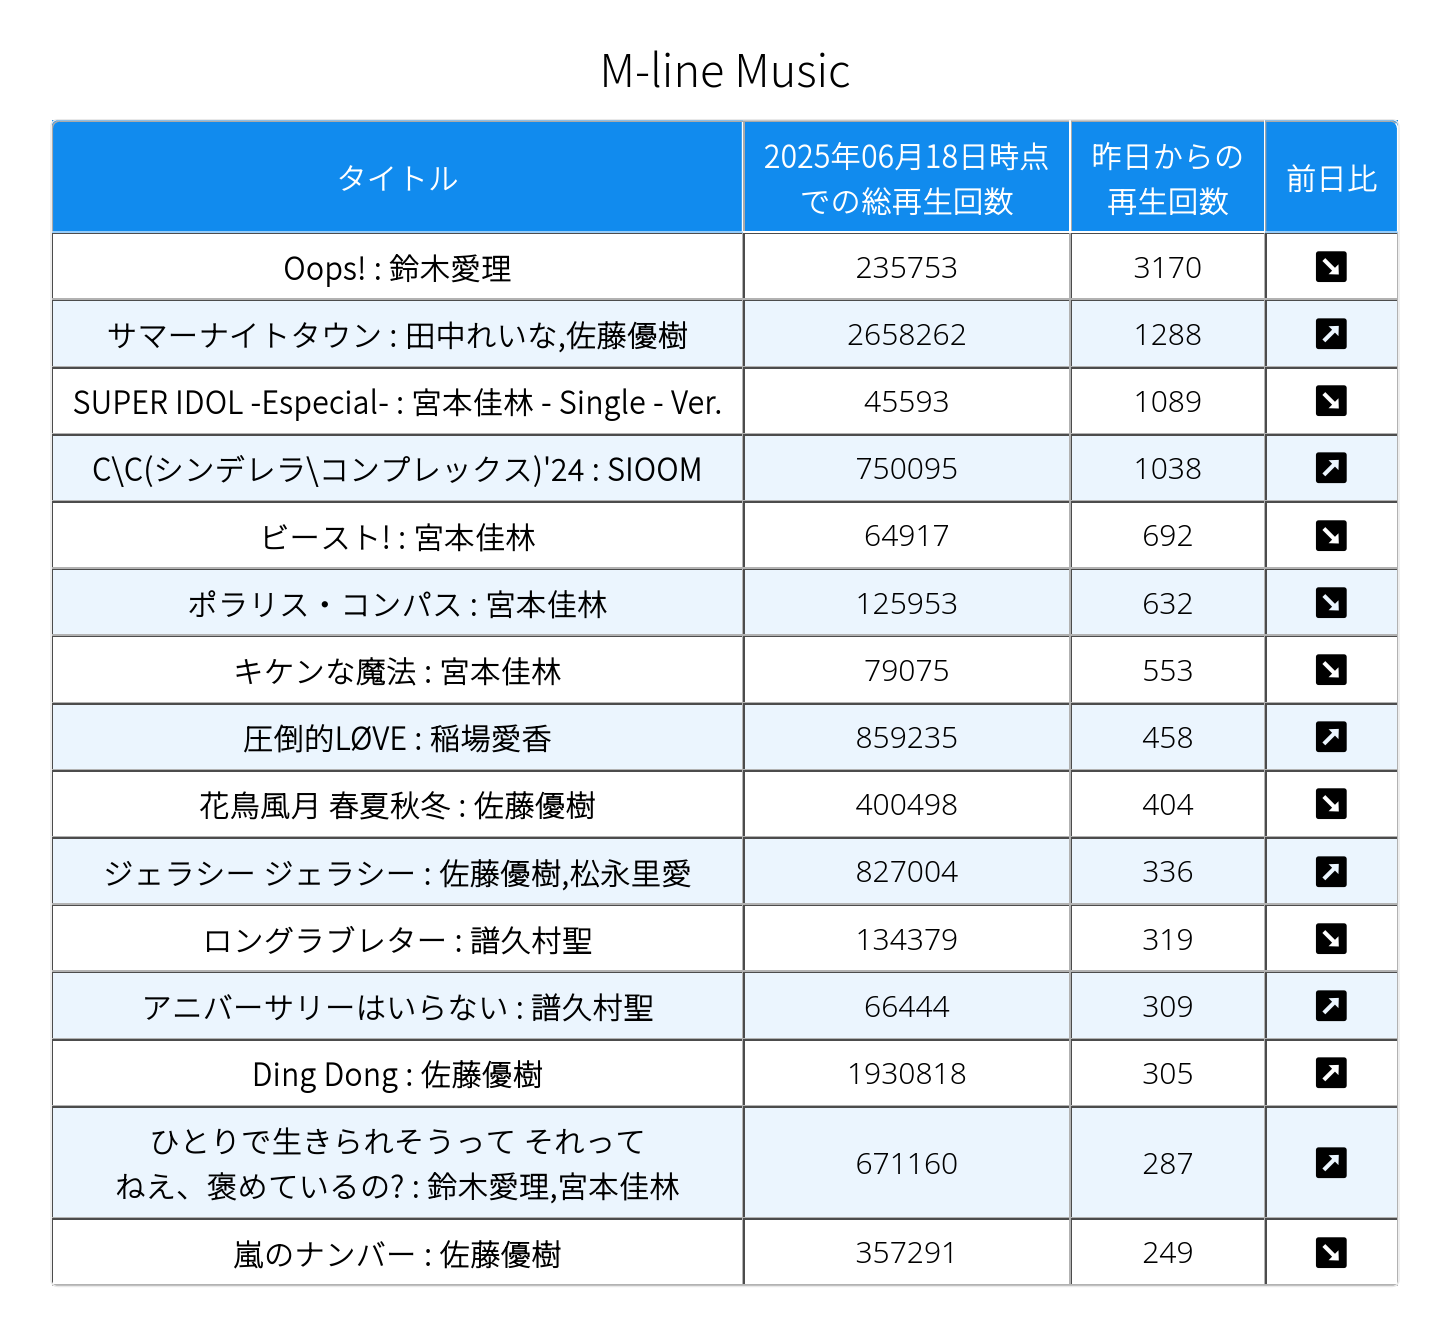 M-line Music
タイトル
2025年06月18日時点
での総再生回数
昨日からの
再生回数
前日比
Oops! : 鈴木愛理 235753 3170 ↘
サマーナイトタウン : 田中れいな,佐藤優樹 2658262 1288 ↗
SUPER IDOL -Especial- : 宮本佳林 - Single - Ver. 45593 1089 ↘
C\C(シンデレラ\コンプレックス)'24 : SIOOM 750095 1038 ↗
ビースト! : 宮本佳林 64917 692 ↘
ポラリス・コンパス : 宮本佳林 125953 632 ↘
キケンな魔法 : 宮本佳林 79075 553 ↘
圧倒的LØVE : 稲場愛香 859235 458 ↗
花鳥風月 春夏秋冬 : 佐藤優樹 400498 404 ↘
ジェラシー ジェラシー : 佐藤優樹,松永里愛 827004 336 ↗
ロングラブレター : 譜久村聖 134379 319 ↘
アニバーサリーはいらない : 譜久村聖 66444 309 ↗
Ding Dong : 佐藤優樹 1930818 305 ↗
ひとりで生きられそうって それって
ねえ、褒めているの? : 鈴木愛理,宮本佳林 671160 287 ↗
嵐のナンバー : 佐藤優樹 357291 249 ↘